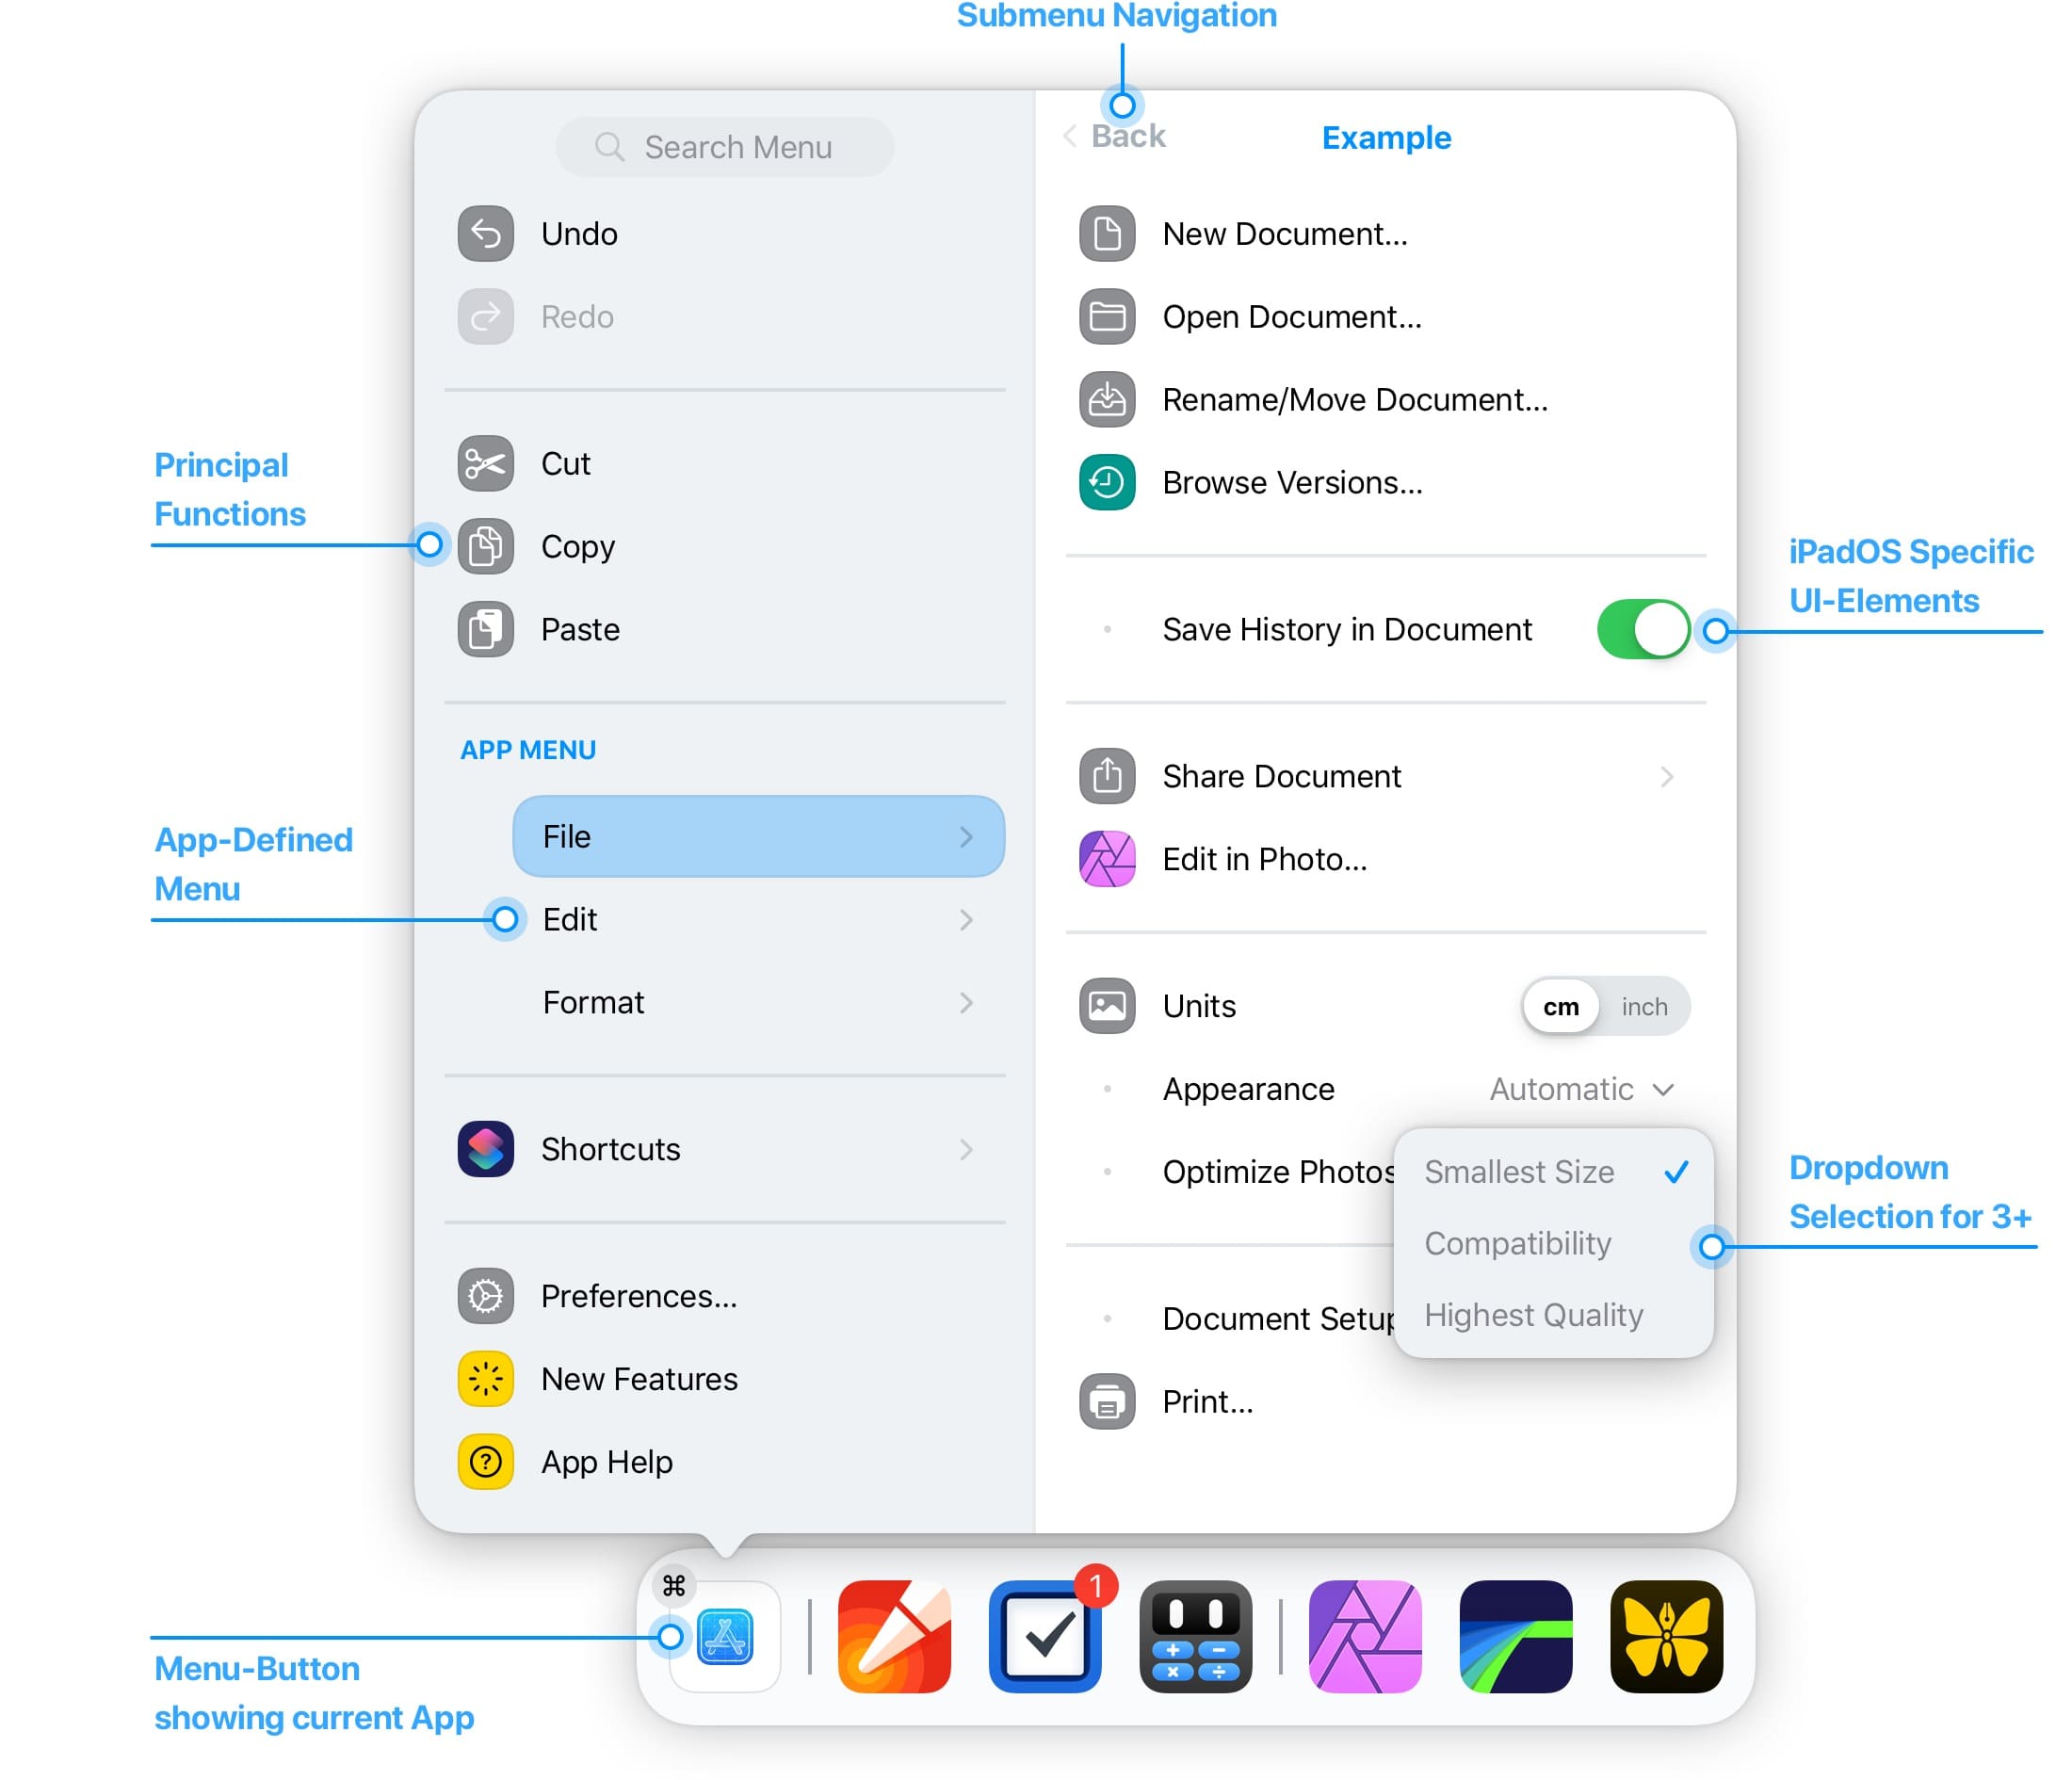 Submenu Navigation
Search Menu
Undo
Redo
Cut
Copy
Paste
APP MENU
File
Edit
Format
Shortcuts
Preferences...
New Features
App Help
Back
Example
New Document...
Open Document...
Rename/Move Document...
Browse Versions...
Save History in Document
Share Document
Edit in Photo...
Units
cm inch
Appearance Automatic
Optimize Photos
Smallest Size
Compatibility
Highest Quality
Document Setup
Print...
Principal
Functions
App-Defined
Menu
Menu-Button
showing current App
iPadOS Specific
UI-Elements
Dropdown
Selection for 3+
⌘
1